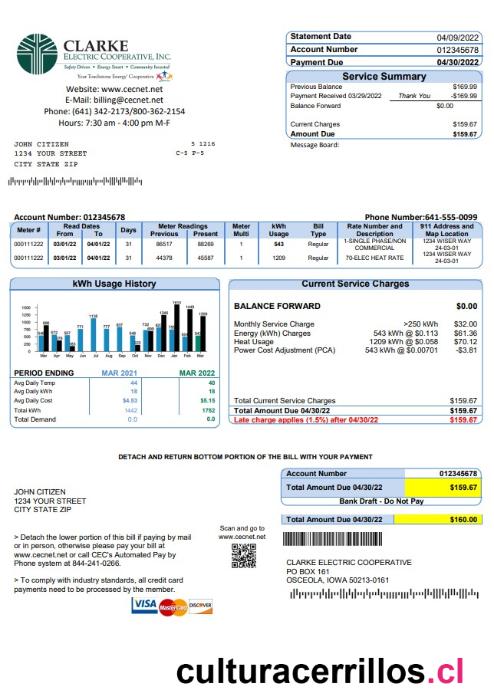 CLARKE
ELECTRIC COOPERATIVE, INC.
Safety Driven • Energy Smart • Community Focused
Your Touchstone Energy® Cooperative
Website: www.cecnet.net
E-Mail: billing@cecnet.net
Phone: (641) 342-2173/800-362-2154
Hours: 7:30 am - 4:00 pm M-F
Statement Date 04/09/2022
Account Number 012345678
Payment Due 04/30/2022
Service Summary
Previous Balance $169.99
Payment Received 03/29/2022 Thank You -$169.99
Balance Forward $0.00
Current Charges $159.67
Amount Due $159.67
Message Board:
JOHN CITIZEN 5 1216
1234 YOUR STREET C-5 P-5
CITY STATE ZIP
Account Number: 012345678 Phone Number:641-555-0099
Meter # Read Dates From To Days Meter Readings Previous Present Meter Multi kWh Usage Bill Type Rate Number and Description 911 Address and Map Location
000111222 03/01/22 04/01/22 31 1 543 Regular 1-SINGLE PHASE/NON COMMERCIAL 1234 WISER WAY 24-03-01
000111222 03/01/22 04/01/22 31 44378 45587 1 1209 Regular 70-ELEC HEAT RATE 1234 WISER WAY 24-03-01
kWh Usage History
PERIOD ENDING MAR 2021 MAR 2022
Avg Daily Temp 44 40
Avg Daily kWh 18 18
Avg Daily Cost $4.63 $5.15
Total kWh 1442 1752
Total Demand 0.0 0.0
Current Service Charges
BALANCE FORWARD $0.00
Monthly Service Charge >250 kWh $32.00
Energy (kWh) Charges 543 kWh @ $0.113 $61.36
Heat Usage 1209 kWh @ $0.058 $70.12
Power Cost Adjustment (PCA) 543 kWh @ $0.00701 -$3.81
Total Current Service Charges $159.67
Total Amount Due 04/30/22 $159.67
Late charge applies (1.5%) after 04/30/22 $159.67
DETACH AND RETURN BOTTOM PORTION OF THE BILL WITH YOUR PAYMENT
Account Number 012345678
Total Amount Due 04/30/22 $159.67
Bank Draft - Do Not Pay
Total Amount Due 04/30/22 $160.00
JOHN CITIZEN
1234 YOUR STREET
CITY STATE ZIP
Scan and go to
www.cecnet.net
> Detach the lower portion of this bill if paying by mail
or in person, otherwise please pay your bill at
www.cecnet.net or call CEC's Automated Pay by
Phone system at 844-241-0266.
> To comply with industry standards, all credit card
payments need to be processed by the member.
VISA MasterCard DISCOVER
CLARKE ELECTRIC COOPERATIVE
PO BOX 161
OSCEOLA, IOWA 50213-0161
culturacerrillos.cl